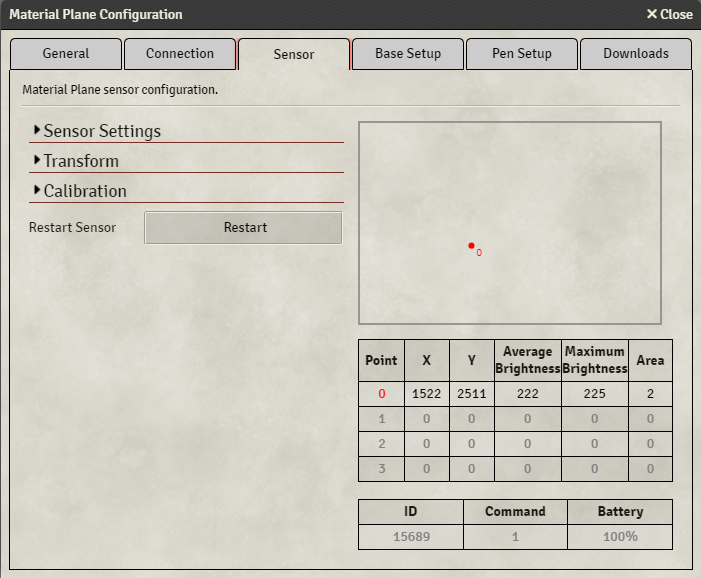 Material Plane Configuration
✕ Close
General Connection Sensor Base Setup Pen Setup Downloads
Material Plane sensor configuration.
Sensor Settings
Transform
Calibration
Restart Sensor Restart
0
Point X Y Average Brightness Maximum Brightness Area
0 1522 2511 222 225 2
1 0 0 0 0 0
2 0 0 0 0 0
3 0 0 0 0 0
ID Command Battery
15689 1 100%